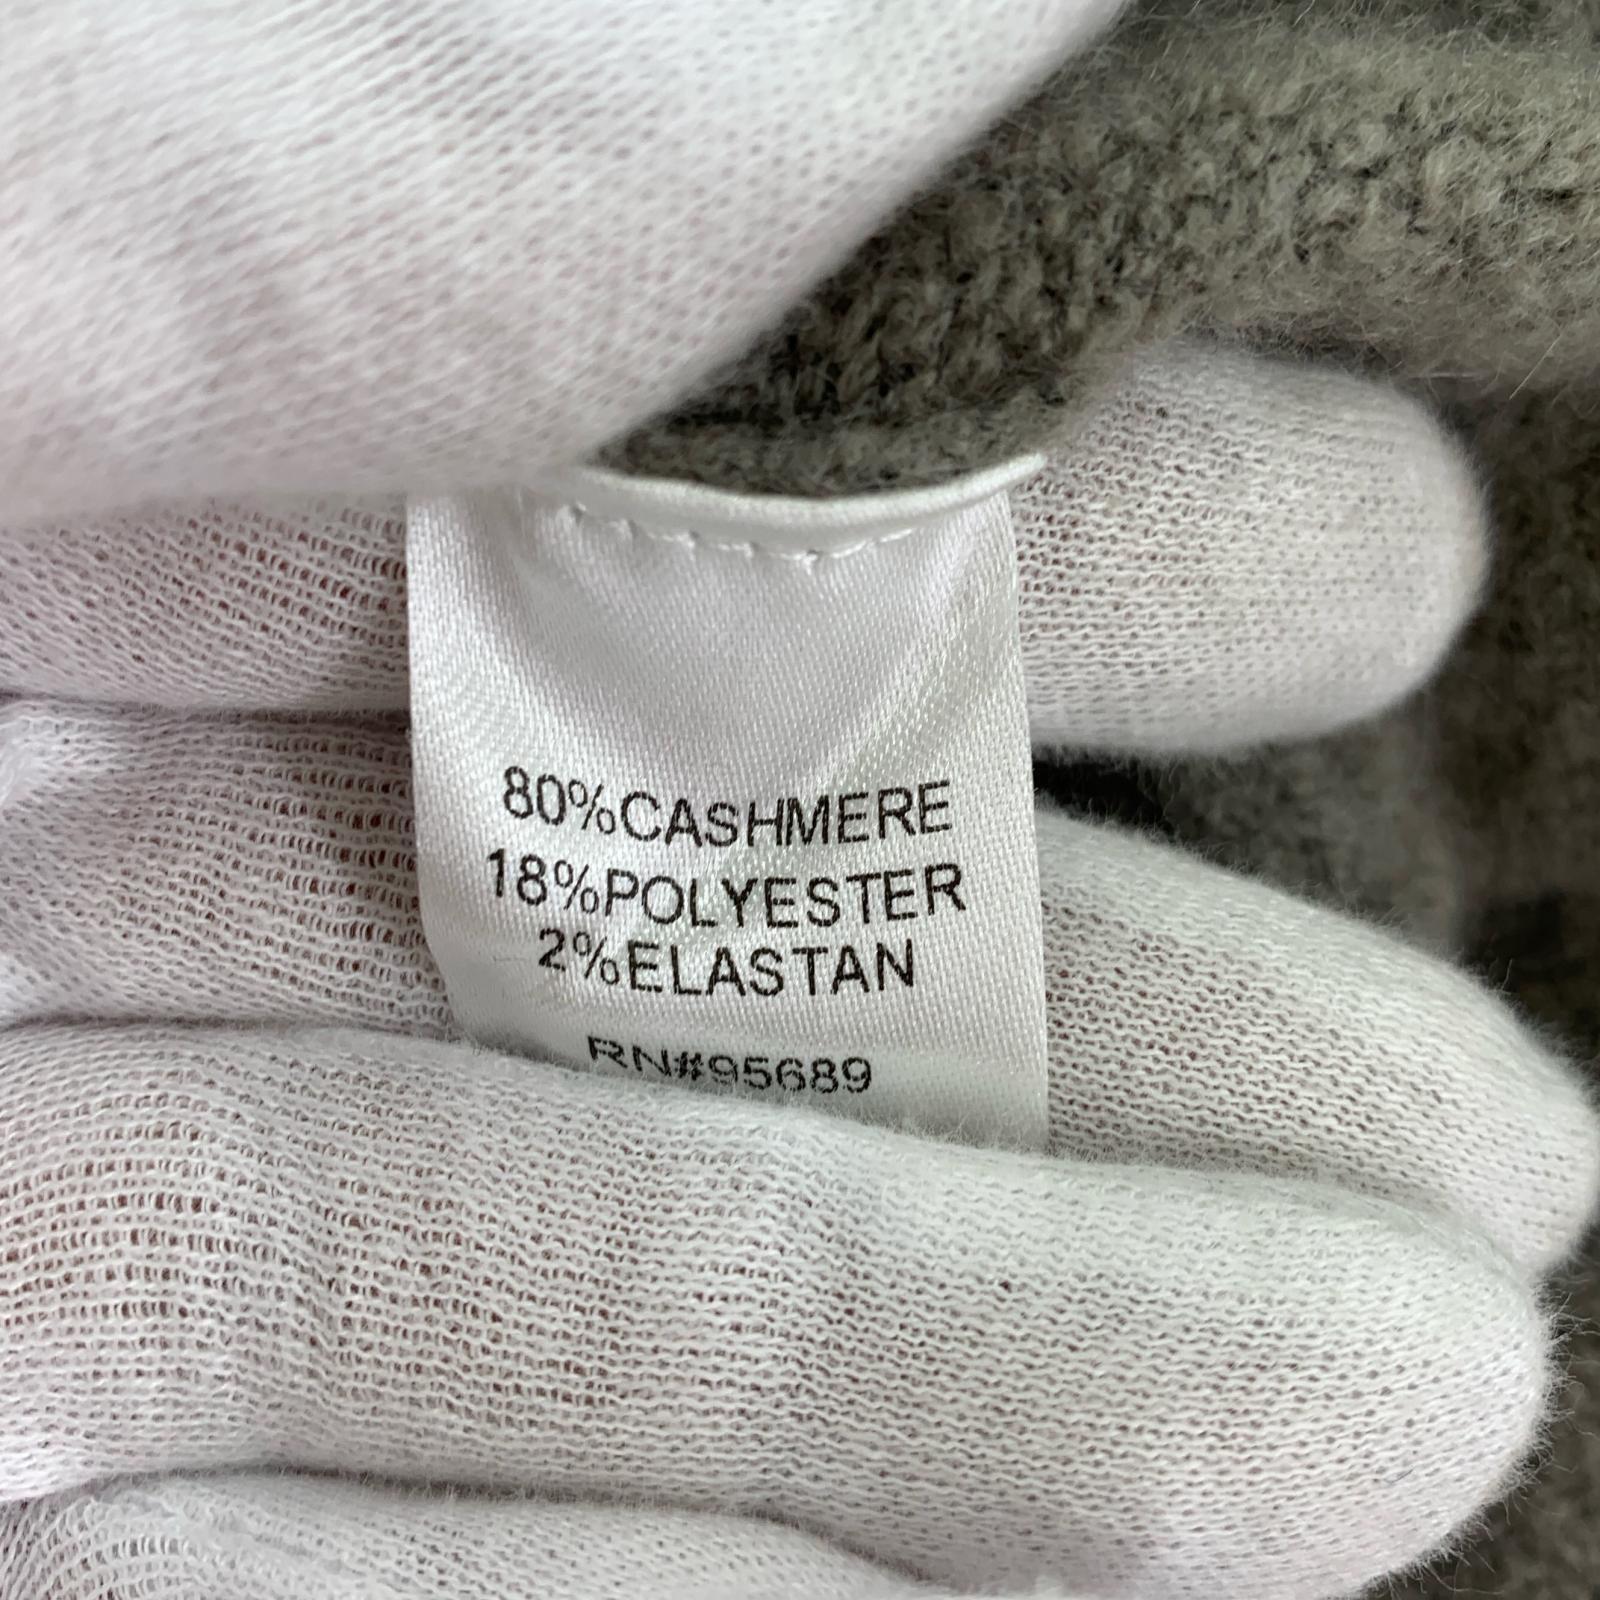 80%CASHMERE
18%POLYESTER
2%ELASTAN
RN#95689